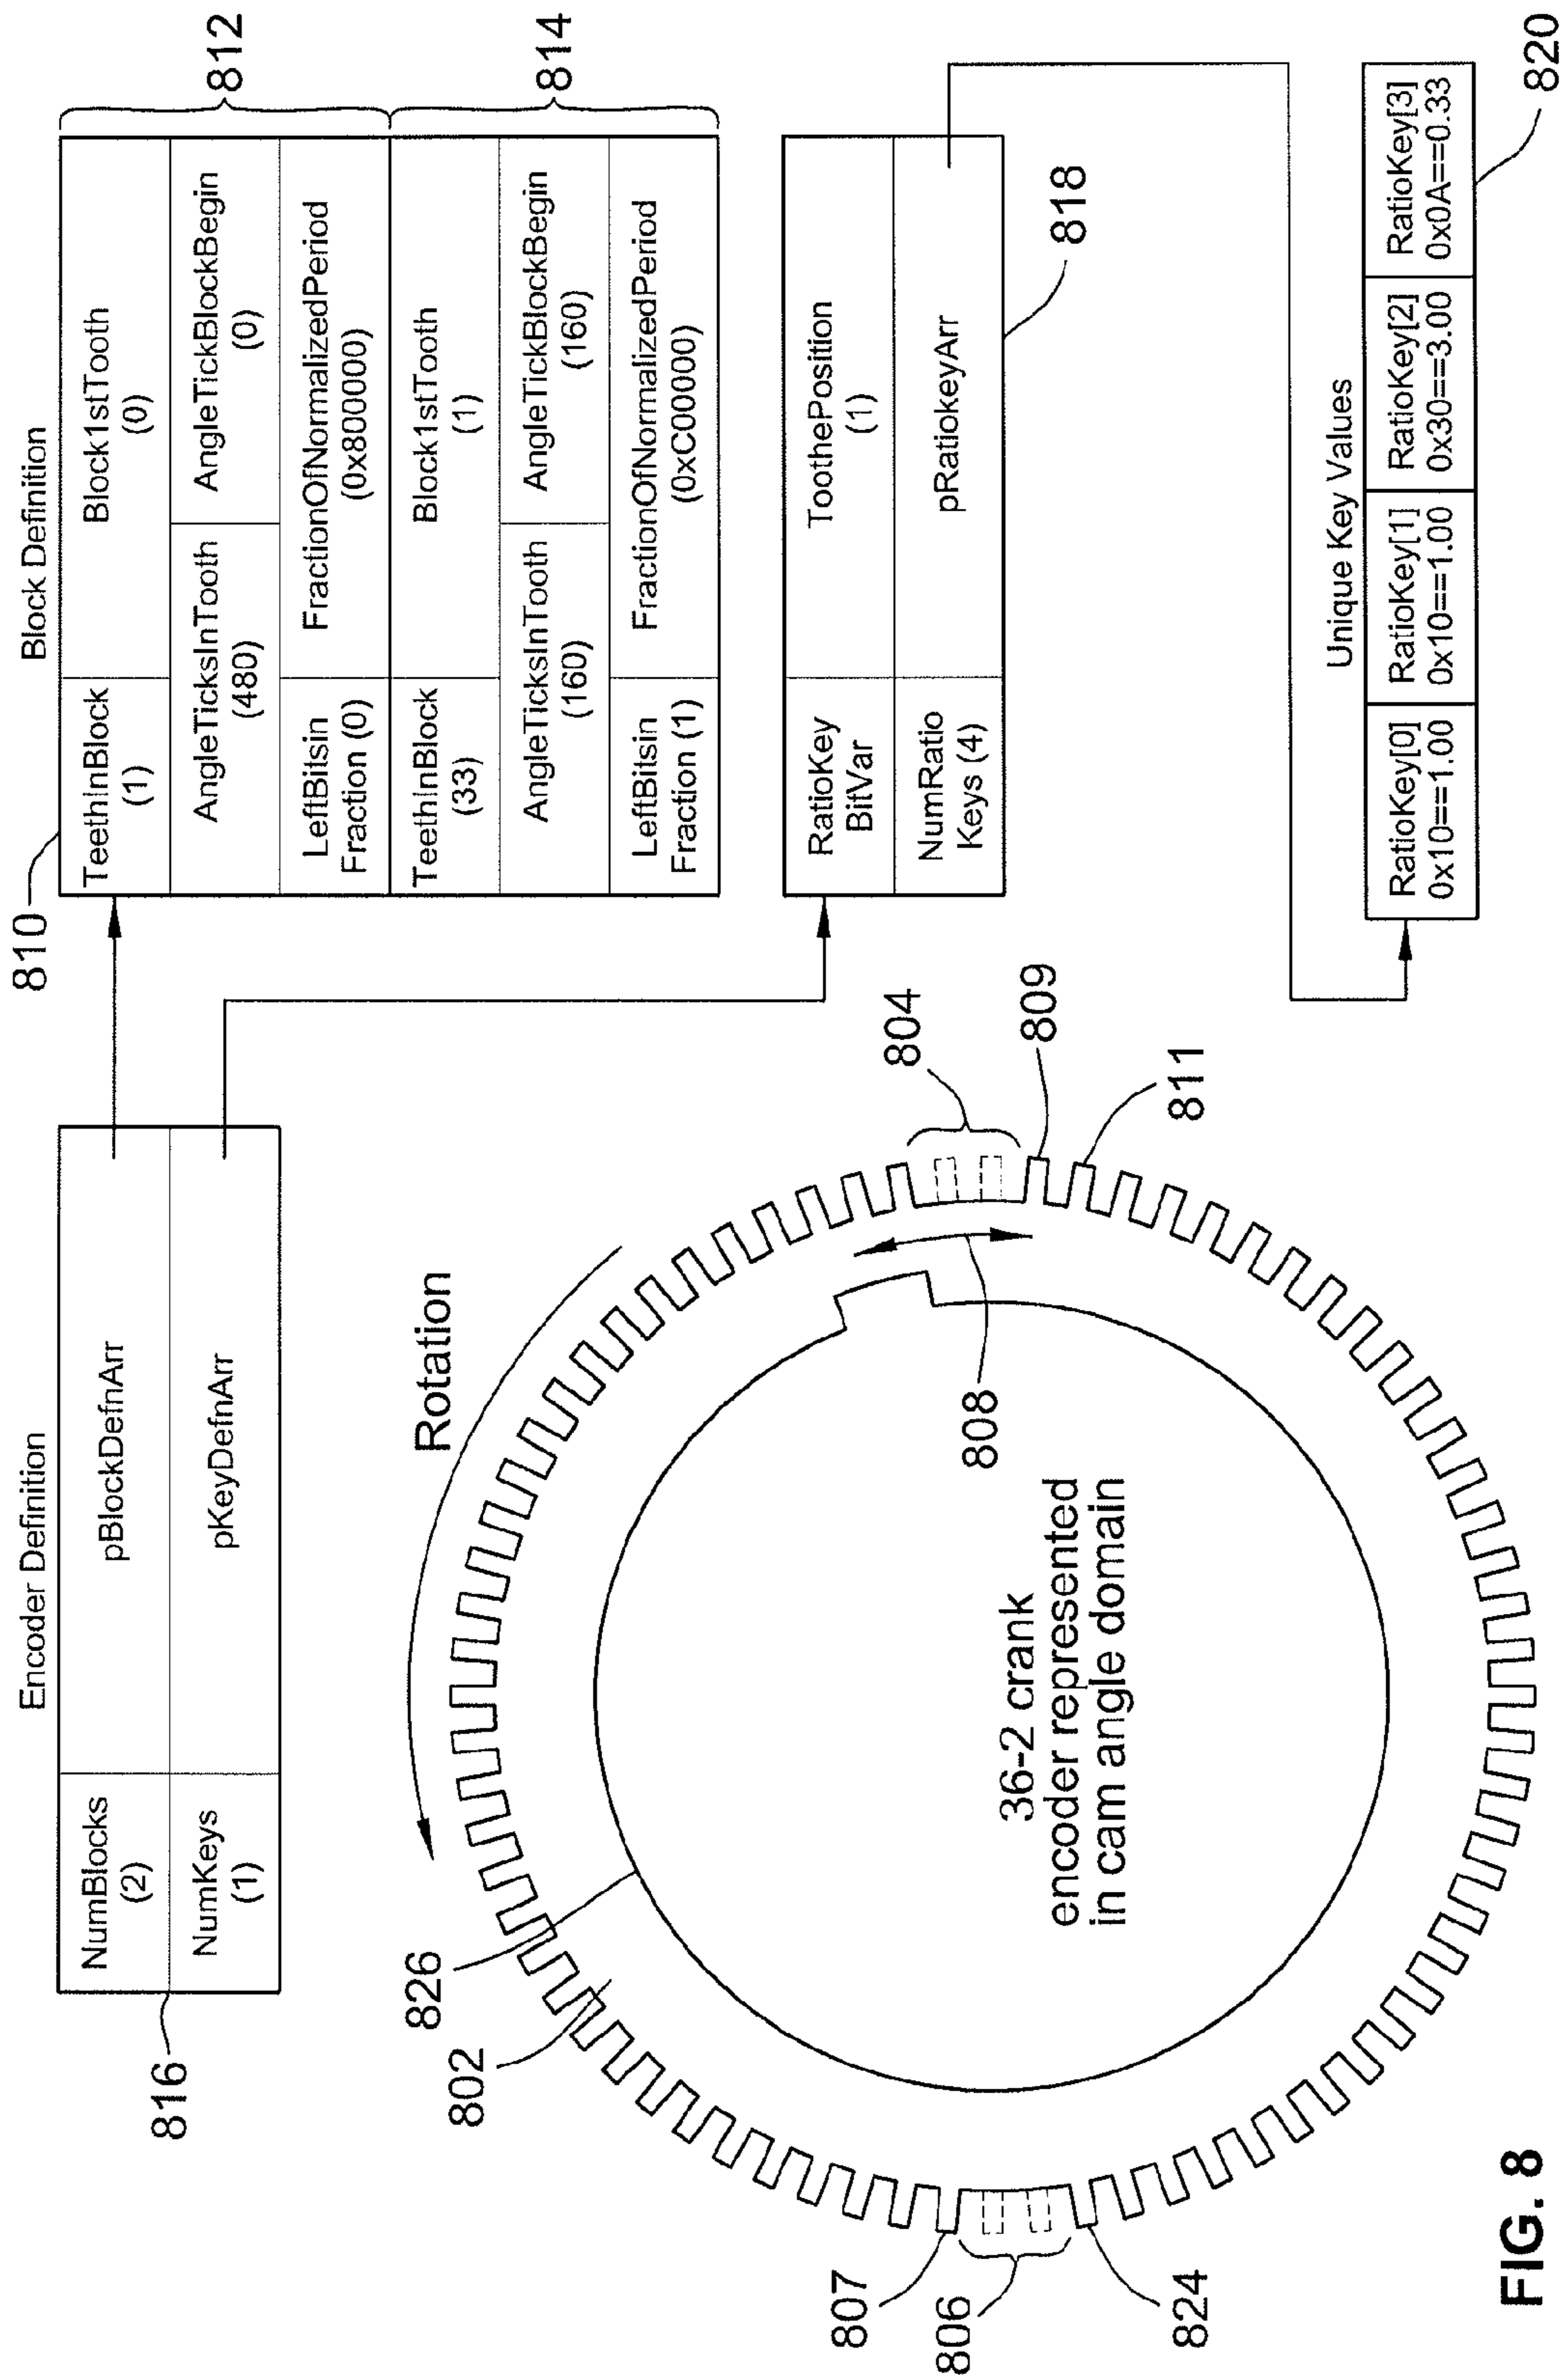 Encoder Definition
NumBlocks
(2)
pBlockDefnArr
NumKeys
(1)
pKeyDefnArr
816
Block Definition
810
TeethInBlock
(1)
Block1stTooth
(0)
AngleTicksInTooth
(480)
AngleTickBlockBegin
(0)
LeftBitsin
Fraction (0)
FractionOfNormalizedPeriod
(0x800000)
812
TeethInBlock
(33)
Block1stTooth
(1)
AngleTicksInTooth
(160)
AngleTickBlockBegin
(160)
LeftBitsin
Fraction (1)
FractionOfNormalizedPeriod
(0xC00000)
814
RatioKey
BitVar
ToothePosition
(1)
NumRatio
Keys (4)
pRatiokeyArr
818
Unique Key Values
RatioKey[0]
0x10==1.00
RatioKey[1]
0x10==1.00
RatioKey[2]
0x30==3.00
RatioKey[3]
0x0A==0.33
820
Rotation
826
802
807
806
824
804
809
811
808
36-2 crank
encoder represented
in cam angle domain
FIG. 8